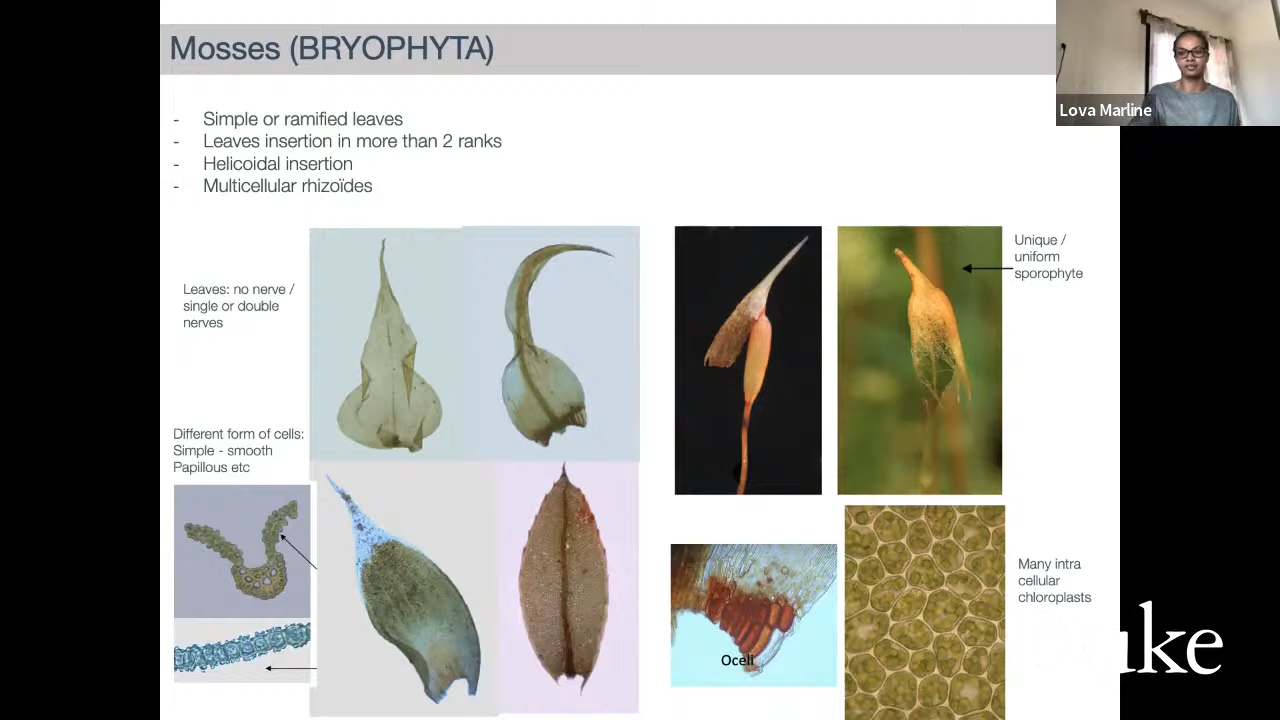 Mosses (BRYOPHYTA)
Lova Marline
- Simple or ramified leaves
- Leaves insertion in more than 2 ranks
- Helicoidal insertion
- Multicellular rhizoïdes
Leaves: no nerve /
single or double
nerves
Unique /
uniform
sporophyte
Different form of cells:
Simple - smooth
Papillous etc
Many intra
cellular
chloroplasts
Oceli
uke